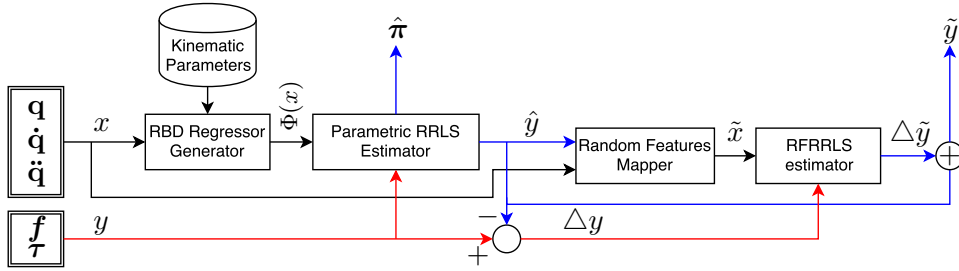 Kinematic
Parameters
q
q̇
q̈
x
RBD Regressor
Generator
Φ(x)
Parametric RRLS
Estimator
π̂
ŷ
Random Features
Mapper
x̃
RFRRLS
estimator
△ỹ
+
ỹ
f
τ
y
+
−
△y